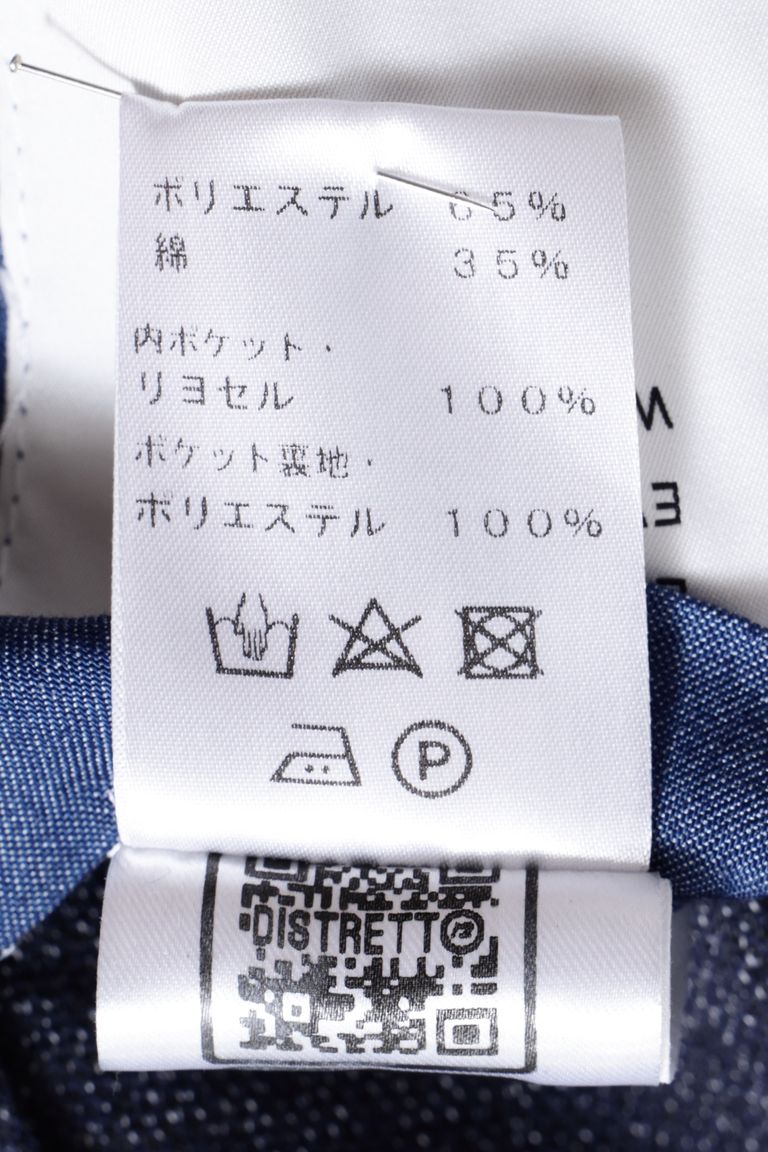 ポリエステル 65%
綿 35%
内ポケット・
リヨセル 100%
ポケット裏地・
ポリエステル 100%
P
DISTRETTO